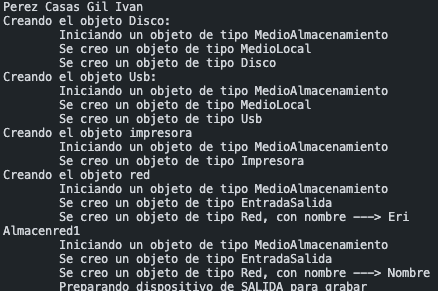 Perez Casas Gil Ivan
Creando el objeto Disco:
Iniciando un objeto de tipo MedioAlmacenamiento
Se creo un objeto de tipo MedioLocal
Se creo un objeto de tipo Disco
Creando el objeto Usb:
Iniciando un objeto de tipo MedioAlmacenamiento
Se creo un objeto de tipo MedioLocal
Se creo un objeto de tipo Usb
Creando el objeto impresora
Iniciando un objeto de tipo MedioAlmacenamiento
Se creo un objeto de tipo Impresora
Creando el objeto red
Iniciando un objeto de tipo MedioAlmacenamiento
Se creo un objeto de tipo EntradaSalida
Se creo un objeto de tipo Red, con nombre ---> Eri
Almacenred1
Iniciando un objeto de tipo MedioAlmacenamiento
Se creo un objeto de tipo EntradaSalida
Se creo un objeto de tipo Red, con nombre ---> Nombre
Preparando dispositivo de SALIDA para grabar